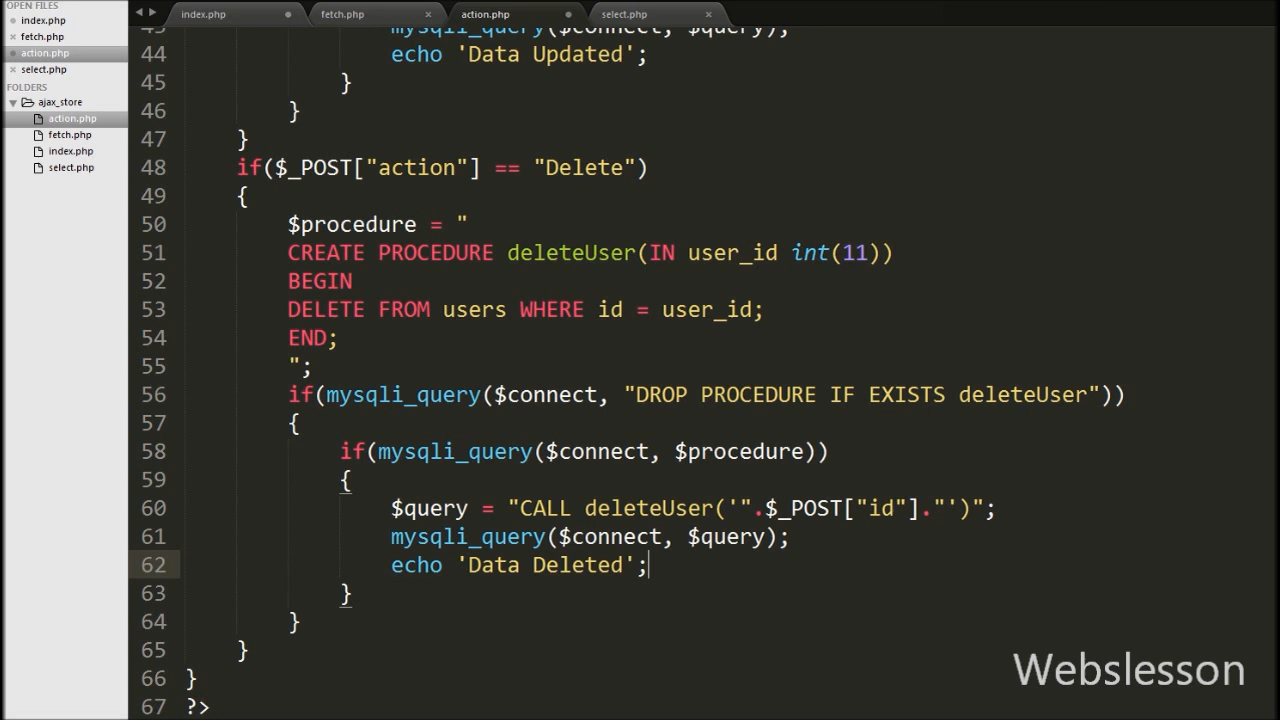 OPEN FILES
index.php
fetch.php
action.php
select.php
FOLDERS
ajax_store
action.php
fetch.php
index.php
select.php
index.php
fetch.php
action.php
select.php
43 mysqli_query($connect, $query);
44 echo 'Data Updated';
45 }
46 }
47 }
48 if($_POST["action"] == "Delete")
49 {
50 $procedure = "
51 CREATE PROCEDURE deleteUser(IN user_id int(11))
52 BEGIN
53 DELETE FROM users WHERE id = user_id;
54 END;
55 ";
56 if(mysqli_query($connect, "DROP PROCEDURE IF EXISTS deleteUser"))
57 {
58 if(mysqli_query($connect, $procedure))
59 {
60 $query = "CALL deleteUser('".$_POST["id"]."')";
61 mysqli_query($connect, $query);
62 echo 'Data Deleted';
63 }
64 }
65 }
66 }
67 ?>
Webslesson